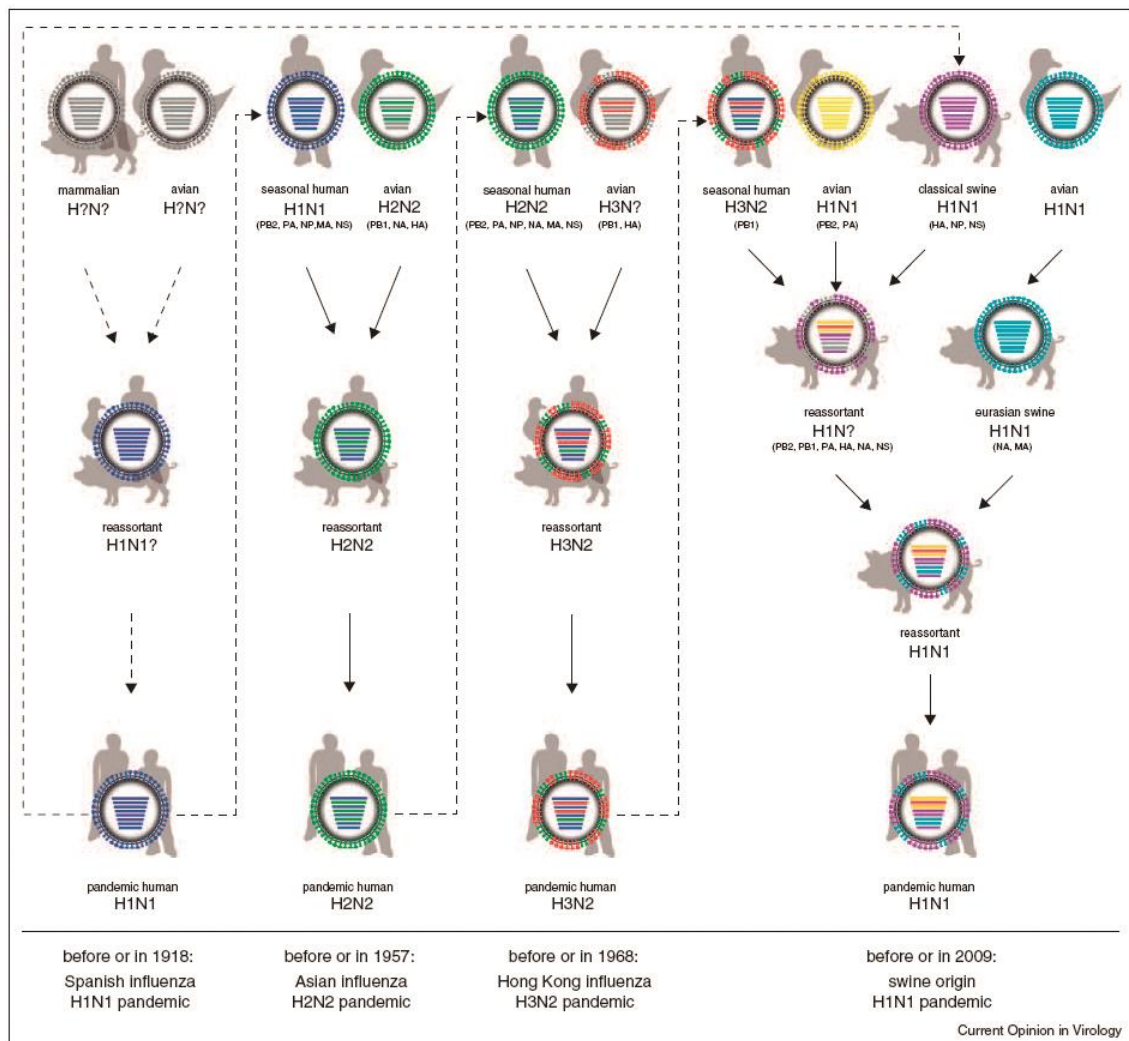 mammalian
H?N?
avian
H?N?
seasonal human
H1N1
(PB2, PA, NP,MA, NS)
avian
H2N2
(PB1, NA, HA)
seasonal human
H2N2
(PB2, PA, NP, NA, MA, NS)
avian
H3N?
(PB1, HA)
seasonal human
H3N2
(PB1)
avian
H1N1
(PB2, PA)
classical swine
H1N1
(HA, NP, NS)
avian
H1N1
reassortant
H1N?
(PB2, PB1, PA, HA, NA, NS)
eurasian swine
H1N1
(NA, MA)
reassortant
H1N1?
reassortant
H2N2
reassortant
H3N2
reassortant
H1N1
pandemic human
H1N1
pandemic human
H2N2
pandemic human
H3N2
pandemic human
H1N1
before or in 1918:
Spanish influenza
H1N1 pandemic
before or in 1957:
Asian influenza
H2N2 pandemic
before or in 1968:
Hong Kong influenza
H3N2 pandemic
before or in 2009:
swine origin
H1N1 pandemic
Current Opinion in Virology